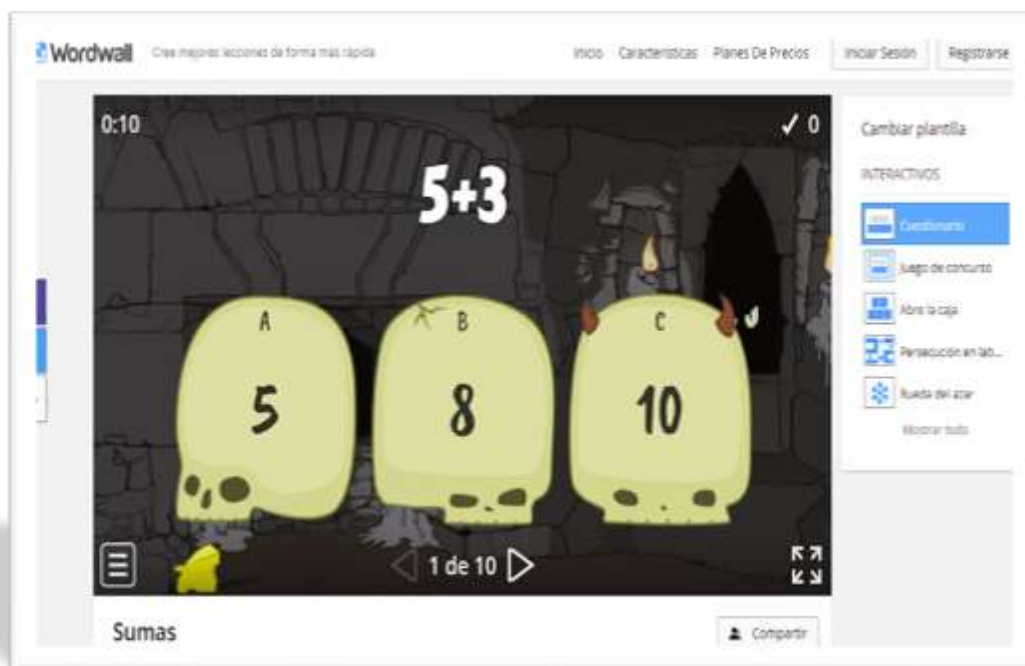 Wordwall Cree mejores lecciones de forma más rápida
Inicio Características Planes De Precios Iniciar Sesión Registrarse
0:10
✓ 0
5+3
A
5
B
8
C
10
1 de 10
Sumas
Compartir
Cambiar plantilla
INTERACTIVOS
Cuestionario
Juego de concurso
Abre la caja
Persecución en lab...
Rueda del azar
Mostrar todo